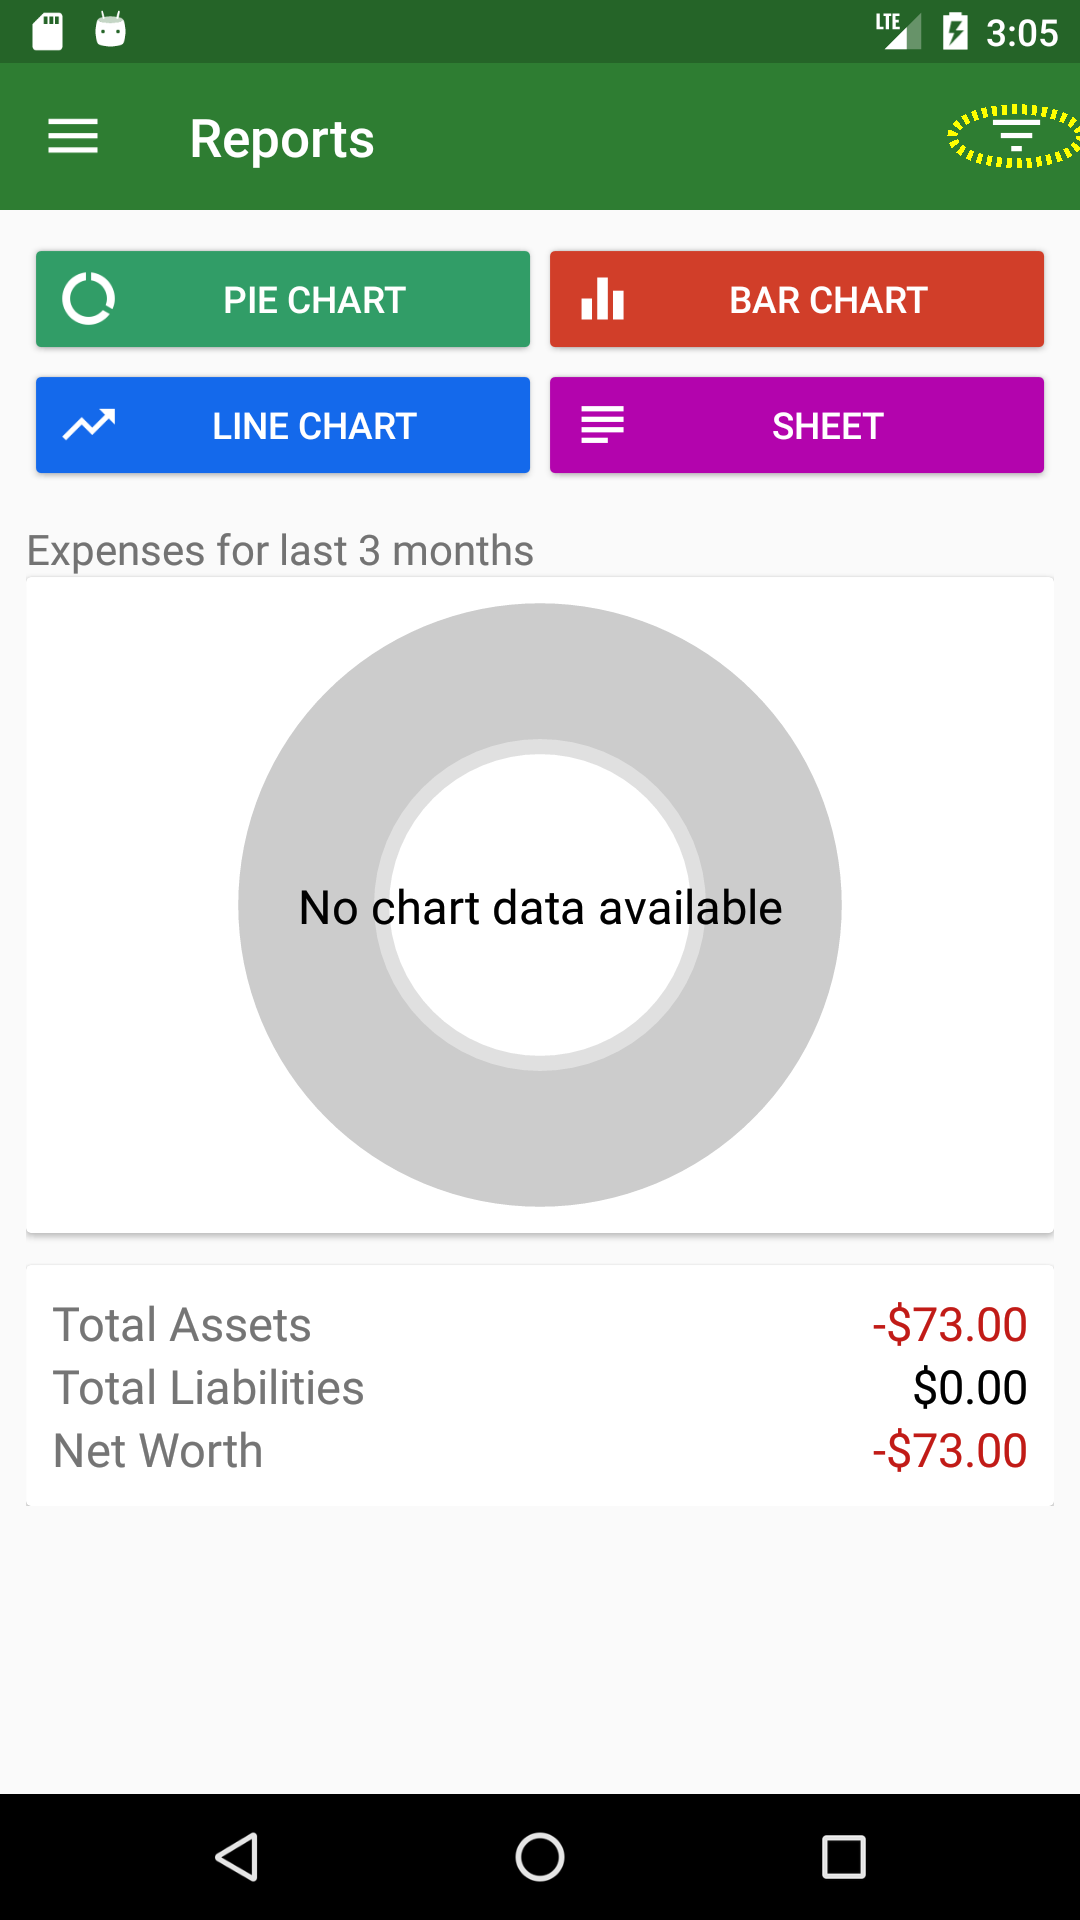 LTE 3:05
Reports
PIE CHART
BAR CHART
LINE CHART
SHEET
Expenses for last 3 months
No chart data available
Total Assets -$73.00
Total Liabilities $0.00
Net Worth -$73.00